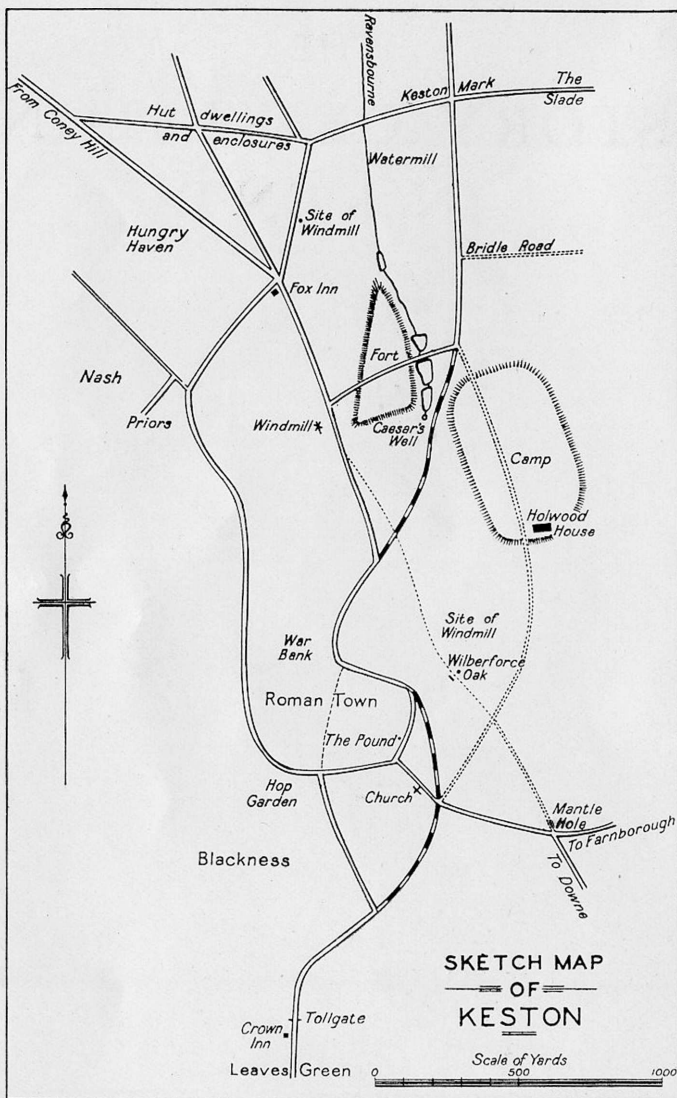 Ravensbourne
The
Slade
Keston Mark
From Coney Hill
Hut dwellings
and enclosures
Watermill
Site of
Windmill
Hungry
Haven
Bridle Road
Fox Inn
Fort
Nash
Priors
Windmill
Caesar's
Well
Camp
Holwood
House
Site of
Windmill
War
Bank
Wilberforce
Oak
Roman Town
The Pound
Hop
Garden
Church
Mantle
Hole
To Farnborough
To Downe
Blackness
SKETCH MAP
OF
KESTON
Tollgate
Crown
Inn
Leaves Green
Scale of Yards
0 500 1000